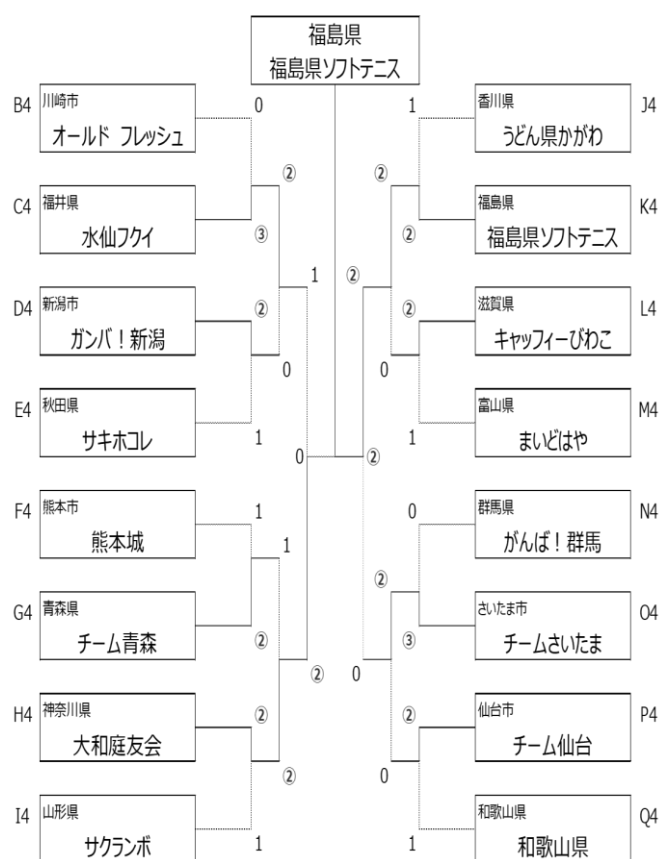 福島県
福島県ソフトテニス
B4 川崎市
オールド フレッシュ
0
C4 福井県
水仙フクイ
②
③
D4 新潟市
ガンバ！新潟
1
②
0
E4 秋田県
サキホコレ
1
0
F4 熊本市
熊本城
1
1
G4 青森県
チーム青森
②
②
H4 神奈川県
大和庭友会
②
②
I4 山形県
サクランボ
1
1
香川県 J4
うどん県かがわ
②
福島県 K4
福島県ソフトテニス
②
②
滋賀県 L4
キャッフィーびわこ
②
0
富山県 M4
まいどはや
1
②
0
群馬県 N4
がんば！群馬
②
さいたま市 O4
チームさいたま
③
0
仙台市 P4
チーム仙台
②
0
和歌山県 Q4
和歌山県
1